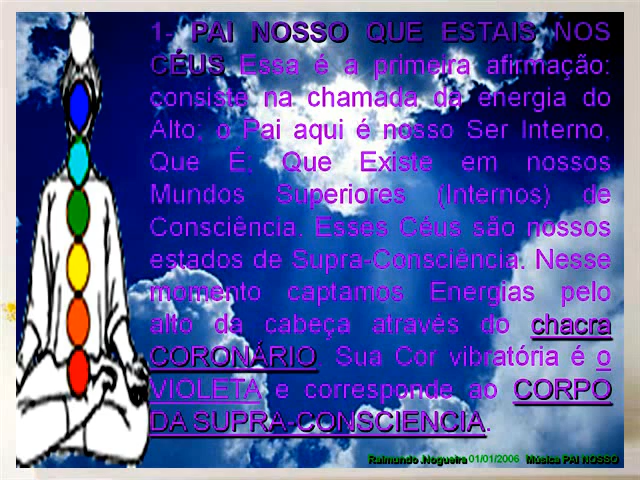 1- PAI NOSSO QUE ESTAIS NOS
CÉUS Essa é a primeira afirmação:
consiste na chamada da energia do
Alto; o Pai aqui é nosso Ser Interno,
Que É, Que Existe em nossos
Mundos Superiores (Internos) de
Consciência. Esses Céus são nossos
estados de Supra-Consciência. Nesse
momento captamos Energias pelo
alto da cabeça através do chacra
CORONÁRIO. Sua Cor vibratória é o
VIOLETA e corresponde ao CORPO
DA SUPRA-CONSCIENCIA.
Raimundo .Nogueira 01/01/2006 Música PAI NOSSO